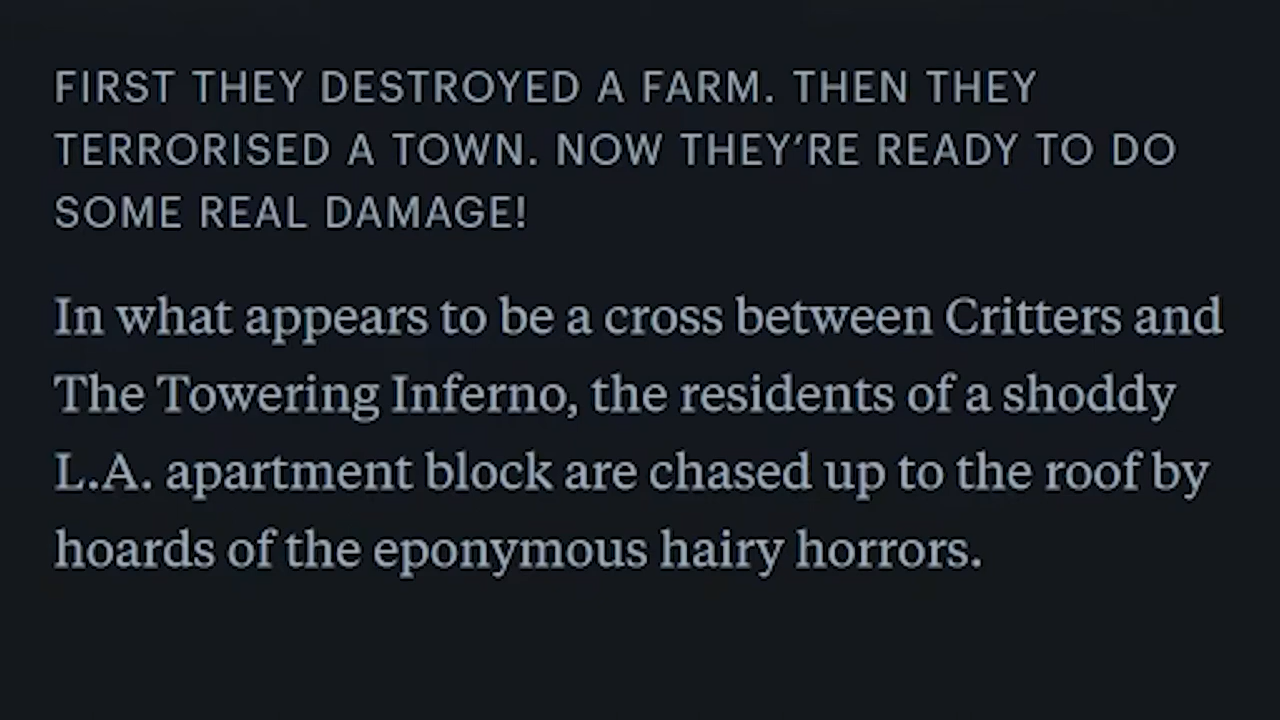 FIRST THEY DESTROYED A FARM. THEN THEY
TERRORISED A TOWN. NOW THEY’RE READY TO DO
SOME REAL DAMAGE!
In what appears to be a cross between Critters and
The Towering Inferno, the residents of a shoddy
L.A. apartment block are chased up to the roof by
hoards of the eponymous hairy horrors.